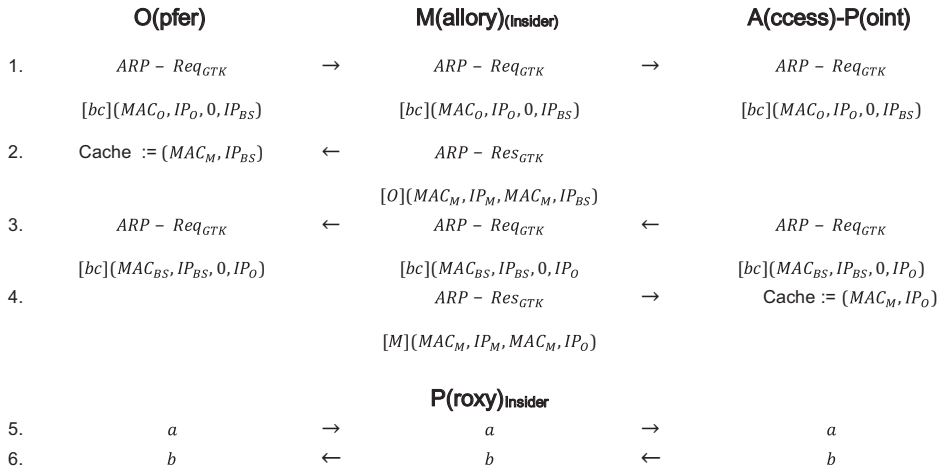 O(pfer) M(allory)(Insider) A(ccess)-P(oint)
1. ARP – Req_GTK → ARP – Req_GTK → ARP – Req_GTK
[bc](MAC_O, IP_O, 0, IP_BS) [bc](MAC_O, IP_O, 0, IP_BS) [bc](MAC_O, IP_O, 0, IP_BS)
2. Cache := (MAC_M, IP_BS) ← ARP – Res_GTK
[O](MAC_M, IP_M, MAC_M, IP_BS)
3. ARP – Req_GTK ← ARP – Req_GTK ← ARP – Req_GTK
[bc](MAC_BS, IP_BS, 0, IP_O) [bc](MAC_BS, IP_BS, 0, IP_O [bc](MAC_BS, IP_BS, 0, IP_O)
4. ARP – Res_GTK → Cache := (MAC_M, IP_O)
[M](MAC_M, IP_M, MAC_M, IP_O)
P(roxy)Insider
5. a → a → a
6. b ← b ← b